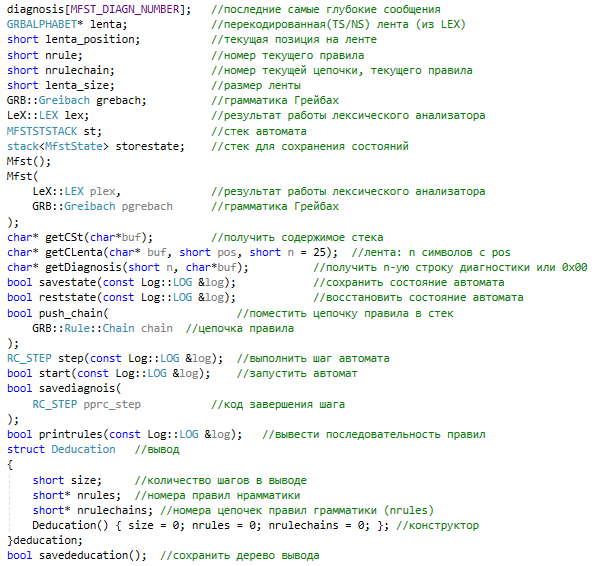 diagnosis[MFST_DIAGN_NUMBER];   //последние самые глубокие сообщения
GRBALPHABET* lenta;             //перекодированная(TS/NS) лента (из LEX)
short lenta_position;           //текущая позиция на ленте
short nrule;                    //номер текущего правила
short nrulechain;               //номер текущей цепочки, текущего правила
short lenta_size;               //размер ленты
GRB::Greibach grebach;          //грамматика Грейбах
LeX::LEX lex;                   //результат работы лексического анализатора
MFSTSTSTACK st;                 //стек автомата
stack<MfstState> storestate;    //стек для сохранения состояний
Mfst();
Mfst(
    LeX::LEX plex,              //результат работы лексического анализатора
    GRB::Greibach pgrebach      //грамматика Грейбах
);
char* getCSt(char*buf);         //получить содержимое стека
char* getCLenta(char* buf, short pos, short n = 25);  //лента: n символов с pos
char* getDiagnosis(short n, char*buf);          //получить n-ую строку диагностики или 0x00
bool savestate(const Log::LOG &log);            //сохранить состояние автомата
bool reststate(const Log::LOG &log);            //восстановить состояние автомата
bool push_chain(                    //поместить цепочку правила в стек
    GRB::Rule::Chain chain  //цепочка правила
);
RC_STEP step(const Log::LOG &log);  //выполнить шаг автомата
bool start(const Log::LOG &log);    //запустить автомат
bool savediagnois(
    RC_STEP pprc_step           //код завершения шага
);
bool printrules(const Log::LOG &log);   //вывести последовательность правил
struct Deducation   //вывод
{
    short size;     //количество шагов в выводе
    short* nrules;  //номера правил нрамматики
    short* nrulechains; //номера цепочек правил грамматики (nrules)
    Deducation() { size = 0; nrules = 0; nrulechains = 0; }; //конструктор
}deducation;
bool savededucation();  //сохранить дерево вывода